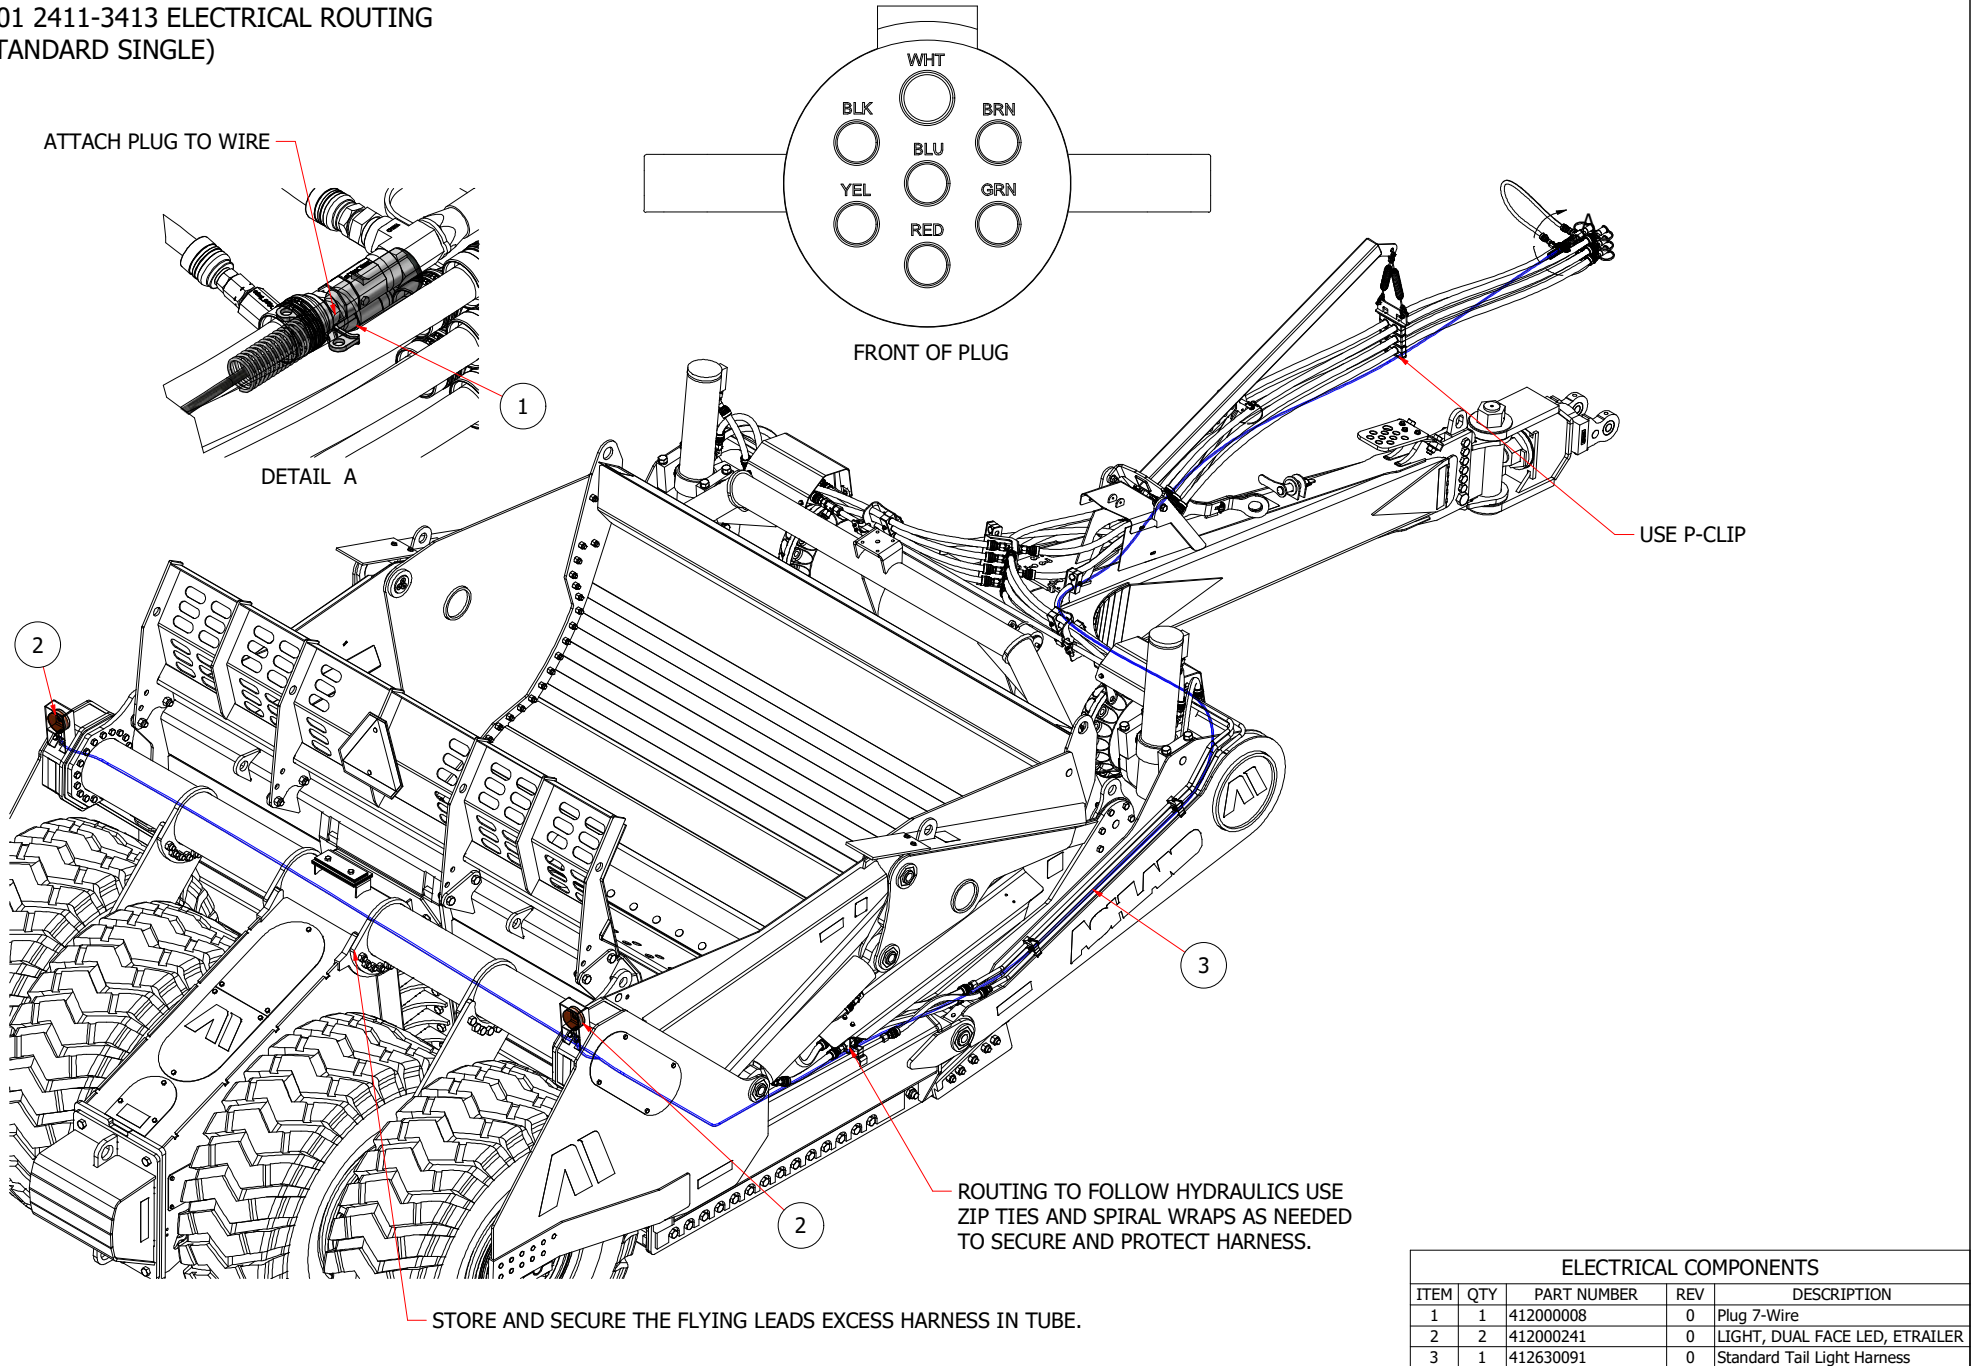 01 2411-3413 ELECTRICAL ROUTING
TANDARD SINGLE)
ATTACH PLUG TO WIRE
1
DETAIL A
WHT
BLK
BRN
BLU
YEL
GRN
RED
FRONT OF PLUG
A
USE P-CLIP
2
3
2
ROUTING TO FOLLOW HYDRAULICS USE
ZIP TIES AND SPIRAL WRAPS AS NEEDED
TO SECURE AND PROTECT HARNESS.
STORE AND SECURE THE FLYING LEADS EXCESS HARNESS IN TUBE.
ELECTRICAL COMPONENTS
ITEM QTY PART NUMBER REV DESCRIPTION
1 1 412000008 0 Plug 7-Wire
2 2 412000241 0 LIGHT, DUAL FACE LED, ETRAILER
3 1 412630091 0 Standard Tail Light Harness